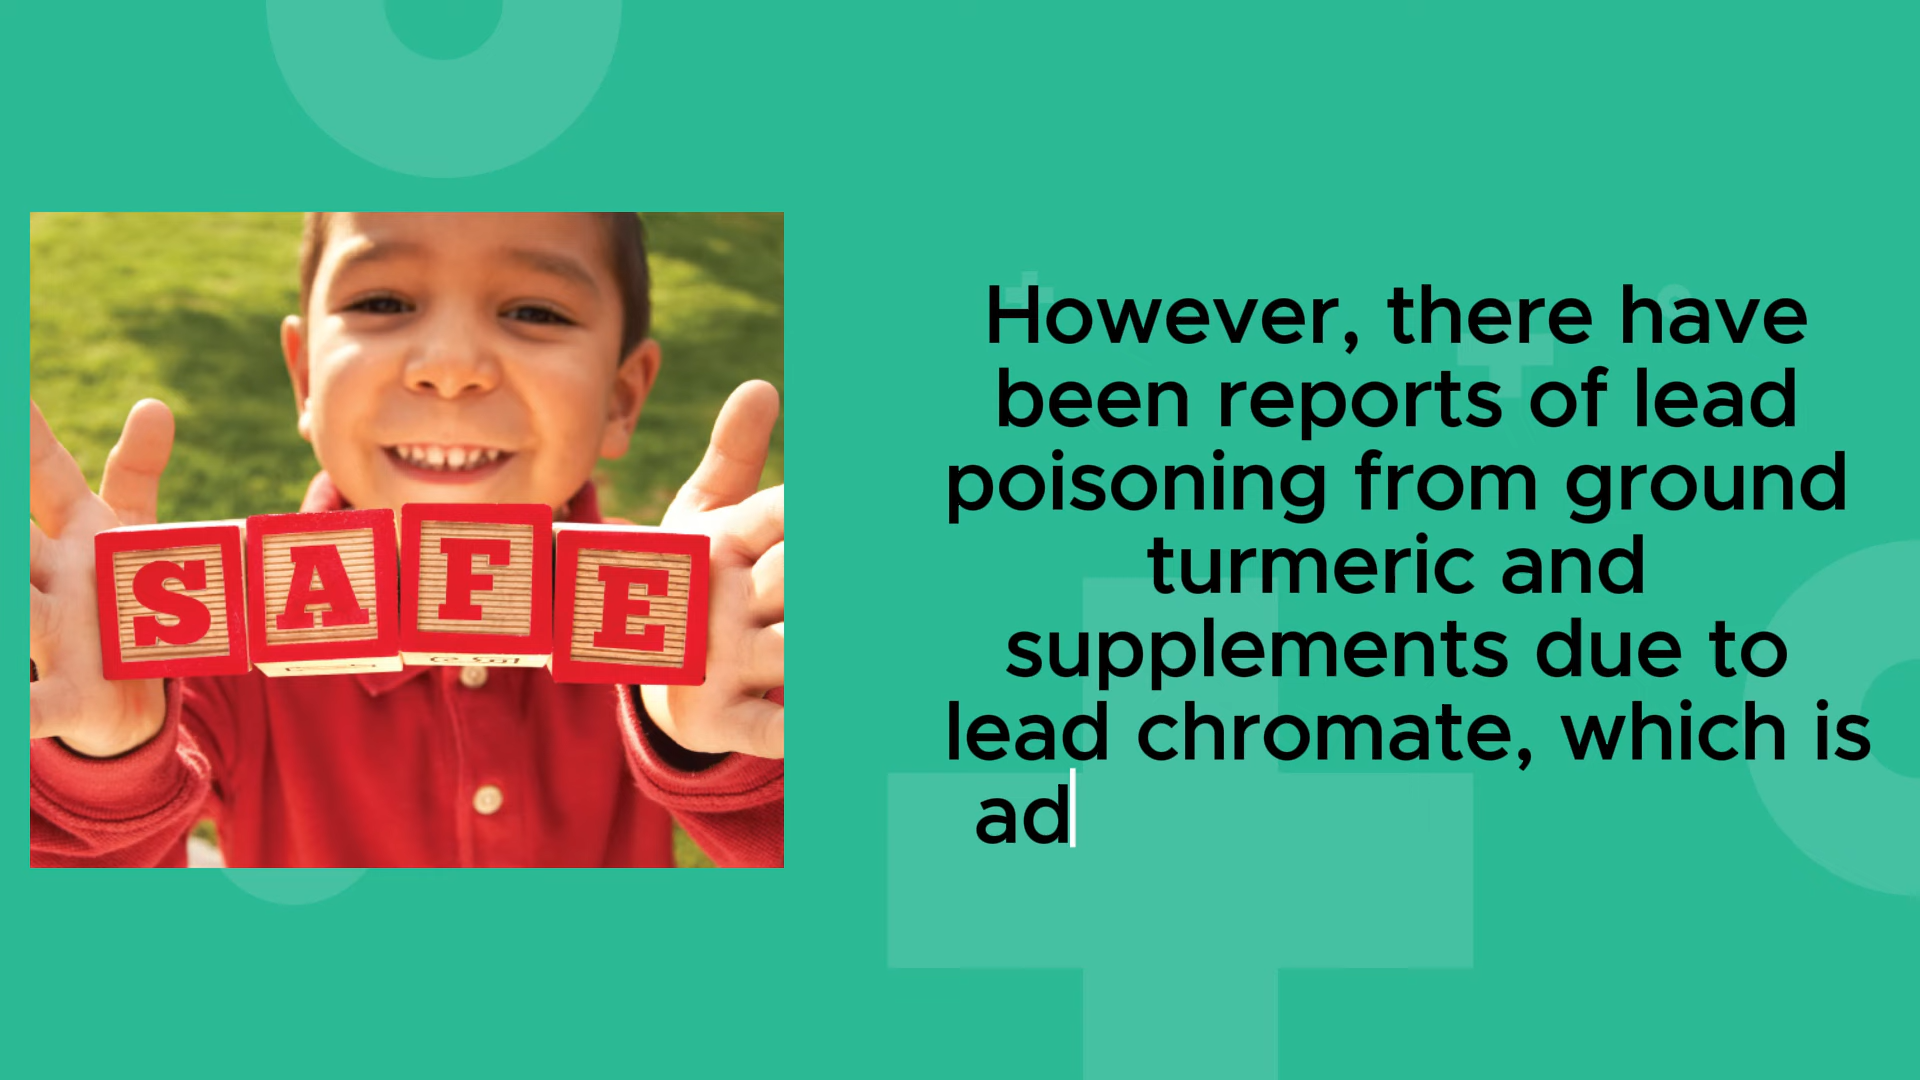 SAFE
However, there have
been reports of lead
poisoning from ground
turmeric and
supplements due to
lead chromate, which is
ad